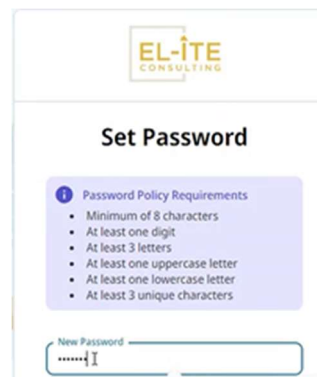 EL-ÎTE
CONSULTING
Set Password
Password Policy Requirements
• Minimum of 8 characters
• At least one digit
• At least 3 letters
• At least one uppercase letter
• At least one lowercase letter
• At least 3 unique characters
New Password
•••••••